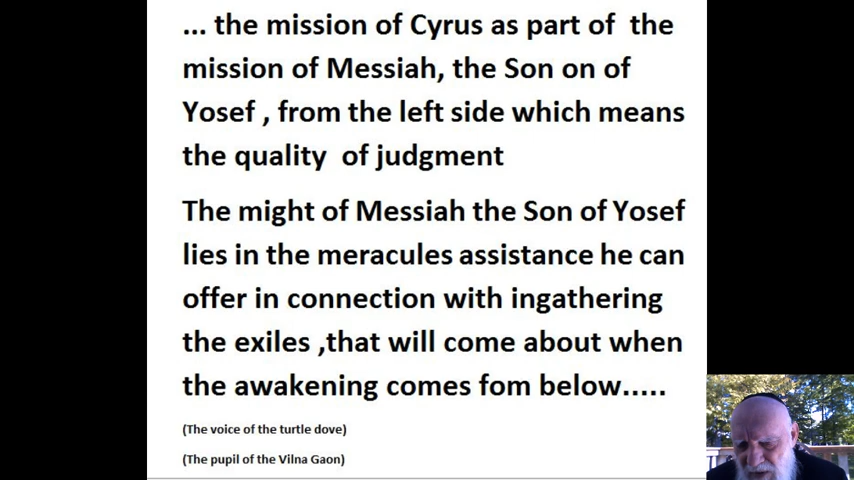 ... the mission of Cyrus as part of the
mission of Messiah, the Son on of
Yosef , from the left side which means
the quality of judgment
The might of Messiah the Son of Yosef
lies in the meracules assistance he can
offer in connection with ingathering
the exiles ,that will come about when
the awakening comes fom below.....
(The voice of the turtle dove)
(The pupil of the Vilna Gaon)